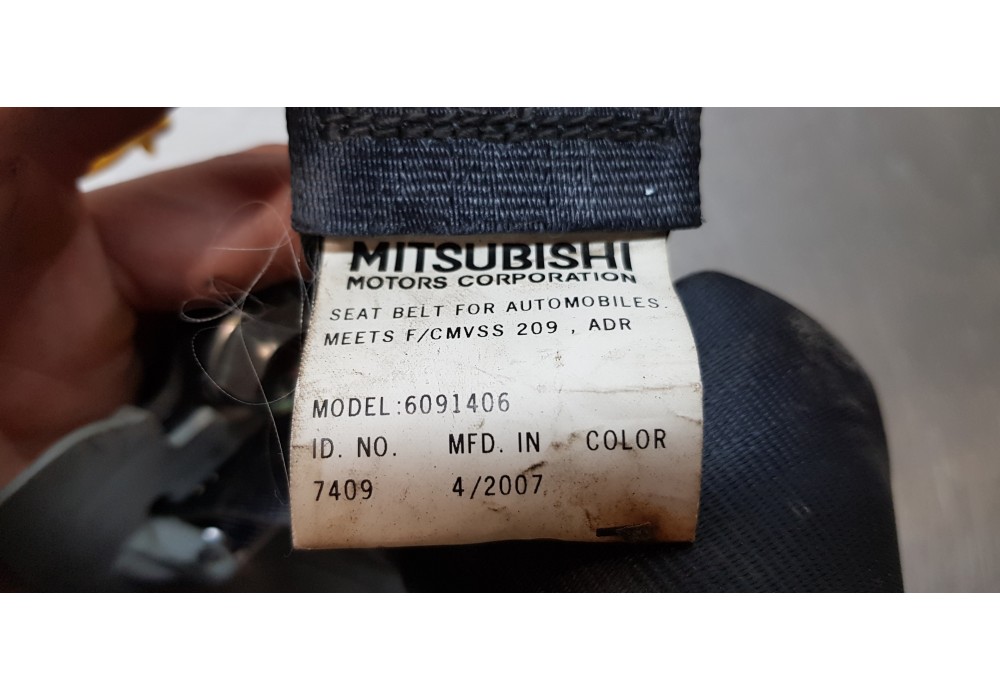 MITSUBISHI
MOTORS CORPORATION
SEAT BELT FOR AUTOMOBILES.
MEETS F/CMVSS 209 , ADR
MODEL:6091406
ID. NO. MFD. IN COLOR
7409 4/2007